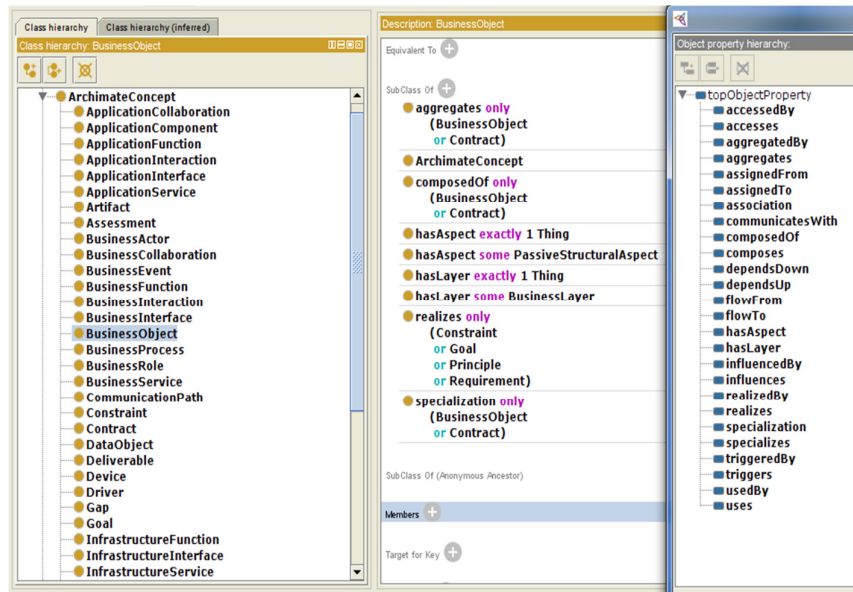 Class hierarchy
Class hierarchy (inferred)
Class hierarchy: BusinessObject
ArchimateConcept
ApplicationCollaboration
ApplicationComponent
ApplicationFunction
ApplicationInteraction
ApplicationInterface
ApplicationService
Artifact
Assessment
BusinessActor
BusinessCollaboration
BusinessEvent
BusinessFunction
BusinessInteraction
BusinessInterface
BusinessObject
BusinessProcess
BusinessRole
BusinessService
CommunicationPath
Constraint
Contract
DataObject
Deliverable
Device
Driver
Gap
Goal
InfrastructureFunction
InfrastructureInterface
InfrastructureService
Description: BusinessObject
Equivalent To
SubClass Of
aggregates only
(BusinessObject
or Contract)
ArchimateConcept
composedOf only
(BusinessObject
or Contract)
hasAspect exactly 1 Thing
hasAspect some PassiveStructuralAspect
hasLayer exactly 1 Thing
hasLayer some BusinessLayer
realizes only
(Constraint
or Goal
or Principle
or Requirement)
specialization only
(BusinessObject
or Contract)
SubClass Of (Anonymous Ancestor)
Members
Target for Key
Object property hierarchy:
topObjectProperty
accessedBy
accesses
aggregatedBy
aggregates
assignedFrom
assignedTo
association
communicatesWith
composedOf
composes
dependsDown
dependsUp
flowFrom
flowTo
hasAspect
hasLayer
influencedBy
influences
realizedBy
realizes
specialization
specializes
triggeredBy
triggers
usedBy
uses